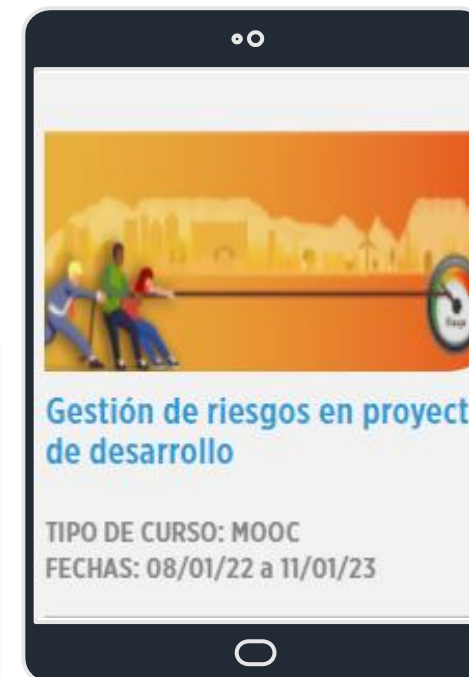 Gestión de riesgos en proyect
de desarrollo
TIPO DE CURSO: MOOC
FECHAS: 08/01/22 a 11/01/23